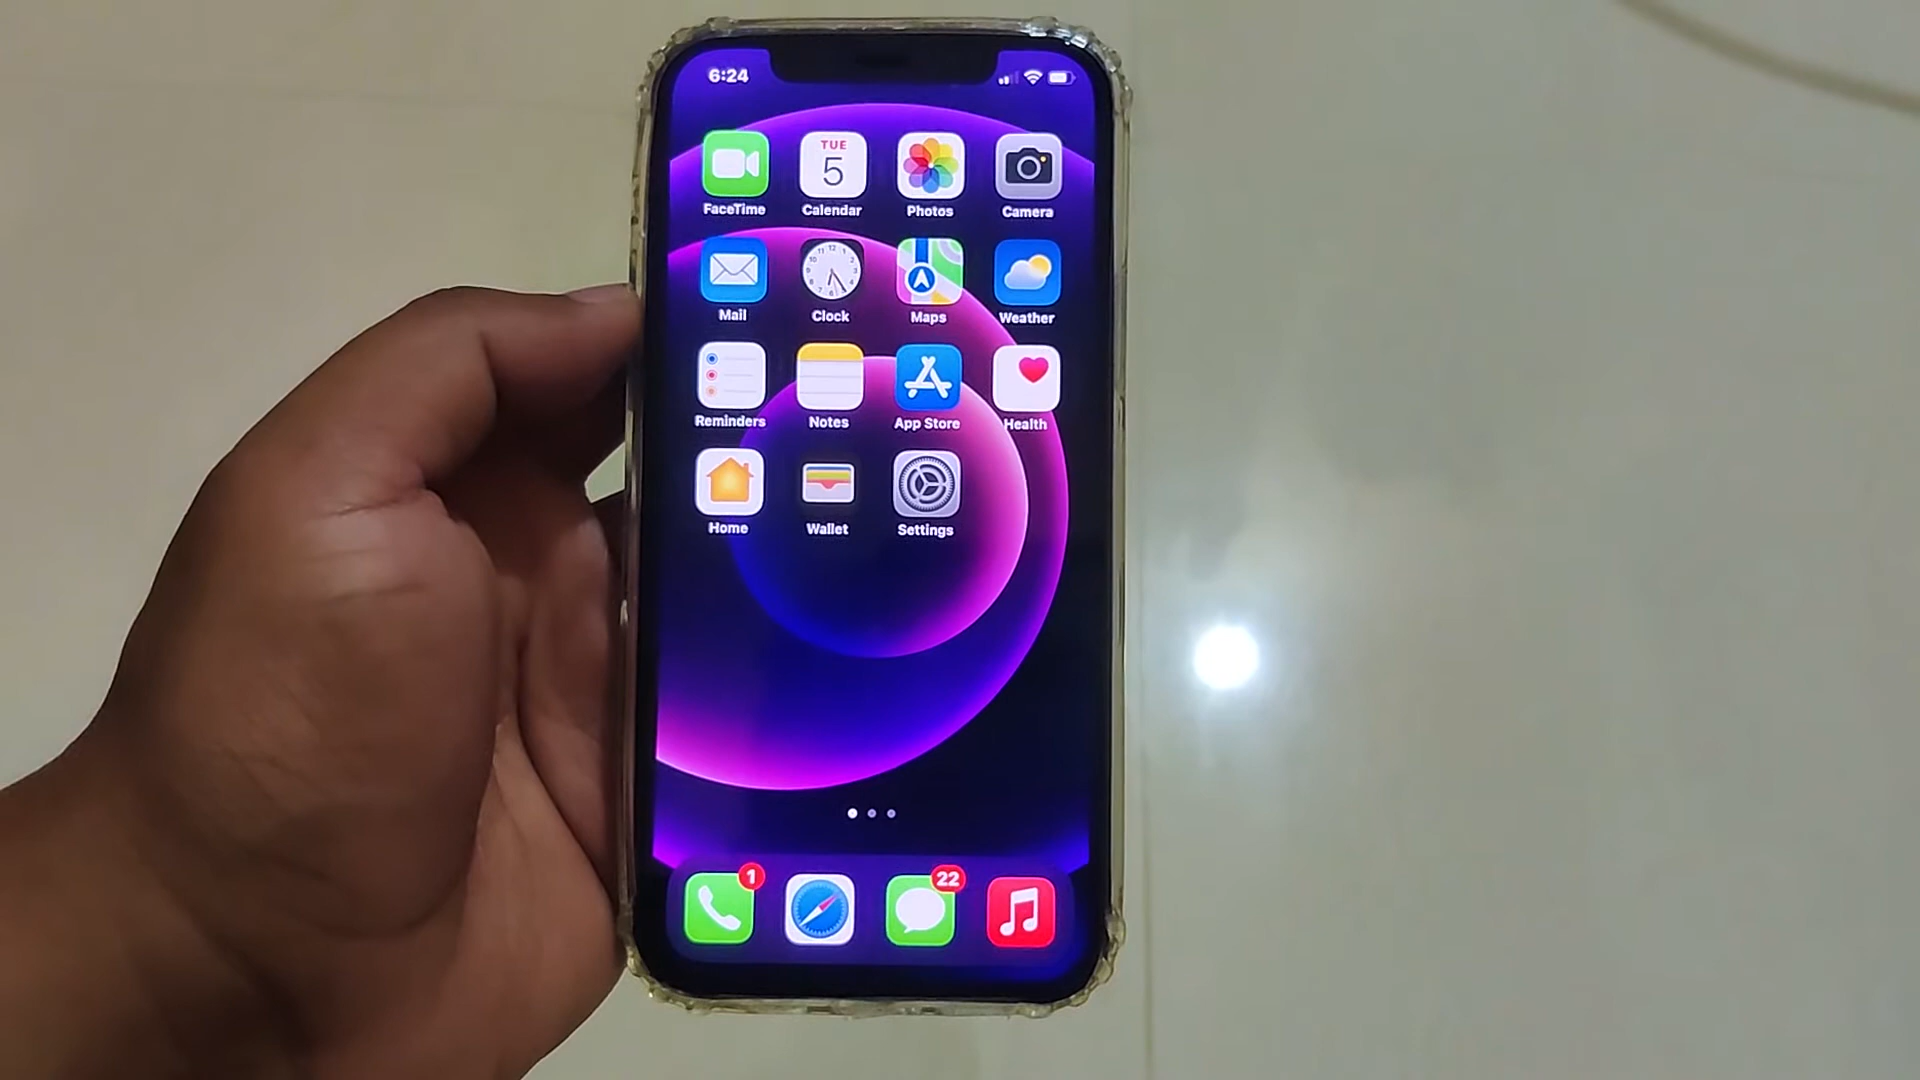 6:24
TUE
5
FaceTime Calendar Photos Camera
Mail Clock Maps Weather
Reminders Notes App Store Health
Home Wallet Settings
1
22